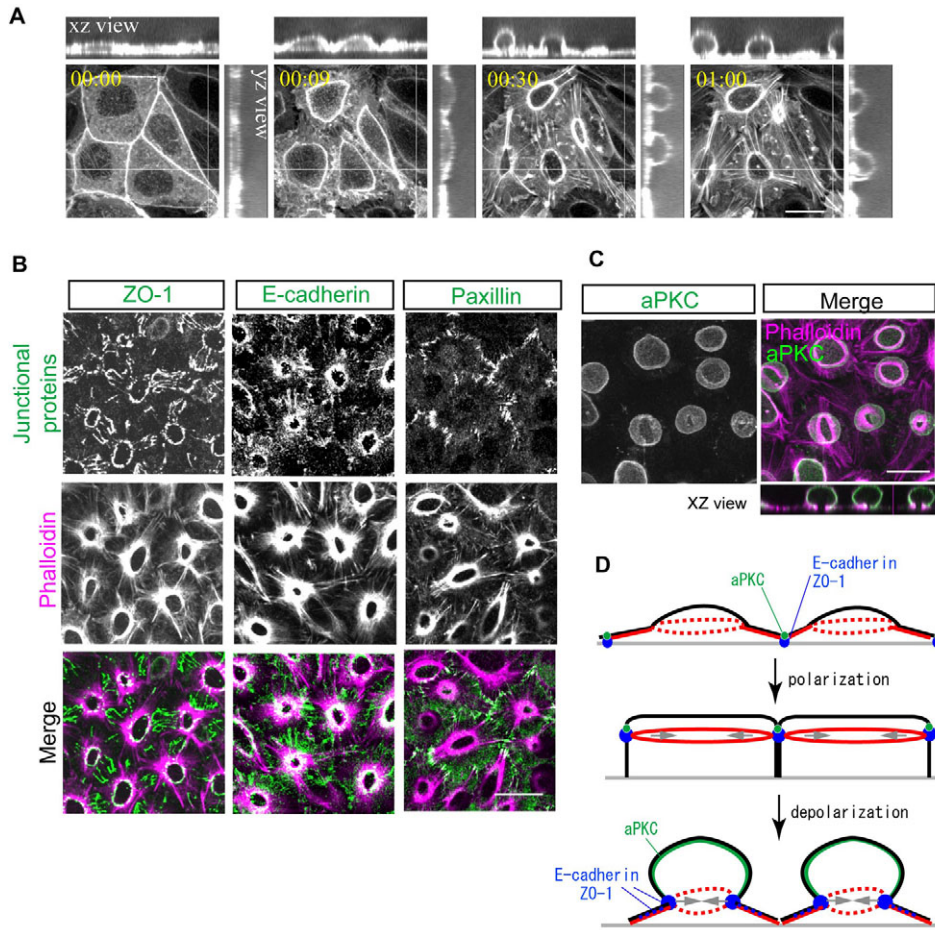 A
xz view
00:00
yz view
00:09
00:30
01:00
B
ZO-1
E-cadherin
Paxillin
Junctional
proteins
Phalloidin
Merge
C
aPKC
Merge
Phalloidin
aPKC
XZ view
D
E-cadherin
ZO-1
aPKC
polarization
depolarization
aPKC
E-cadherin
ZO-1